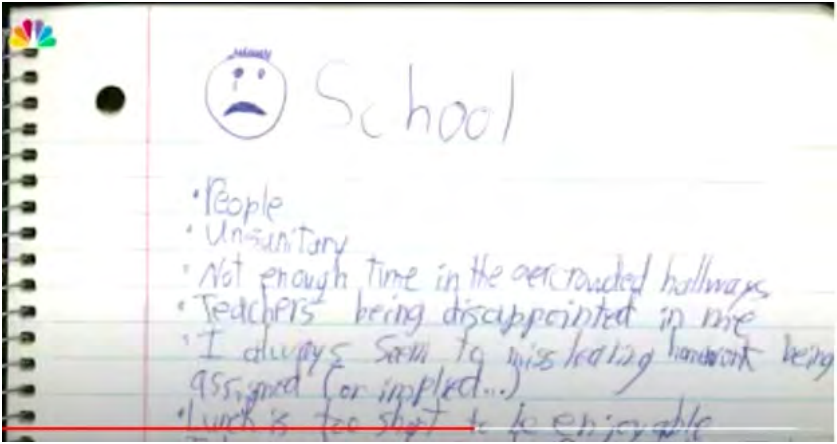 School
• People
• Unsanitary
• Not enough time in the overcrowded hallways
• Teachers being disappointed in me
• I always seem to miss homework being
assigned (or implied...)
• Lunch is too short to be enjoyable